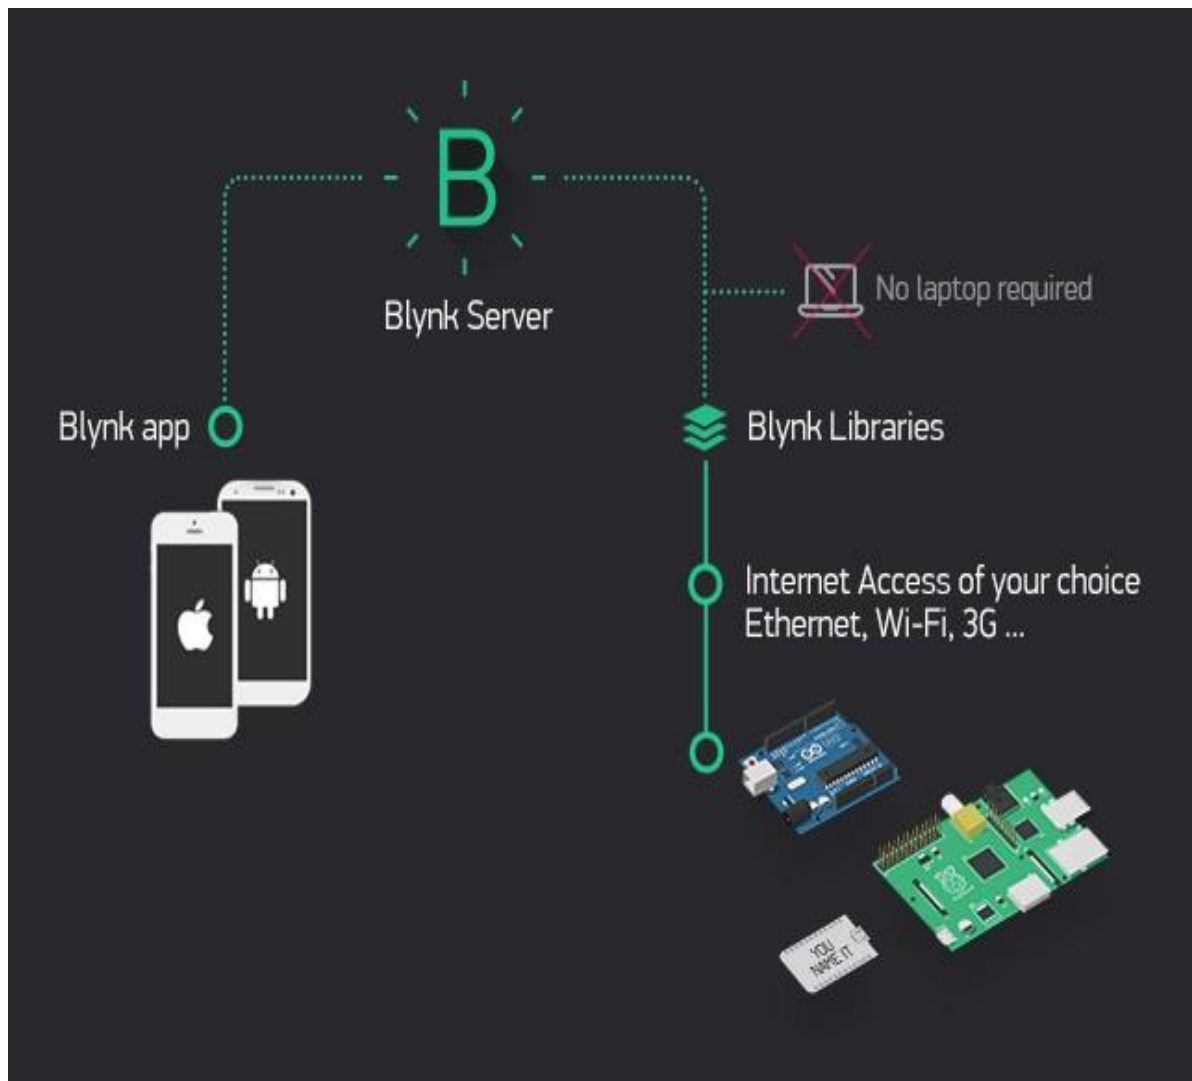 B
Blynk Server
No laptop required
Blynk app
Blynk Libraries
Internet Access of your choice
Ethernet, Wi-Fi, 3G ...
YOU
NAME IT